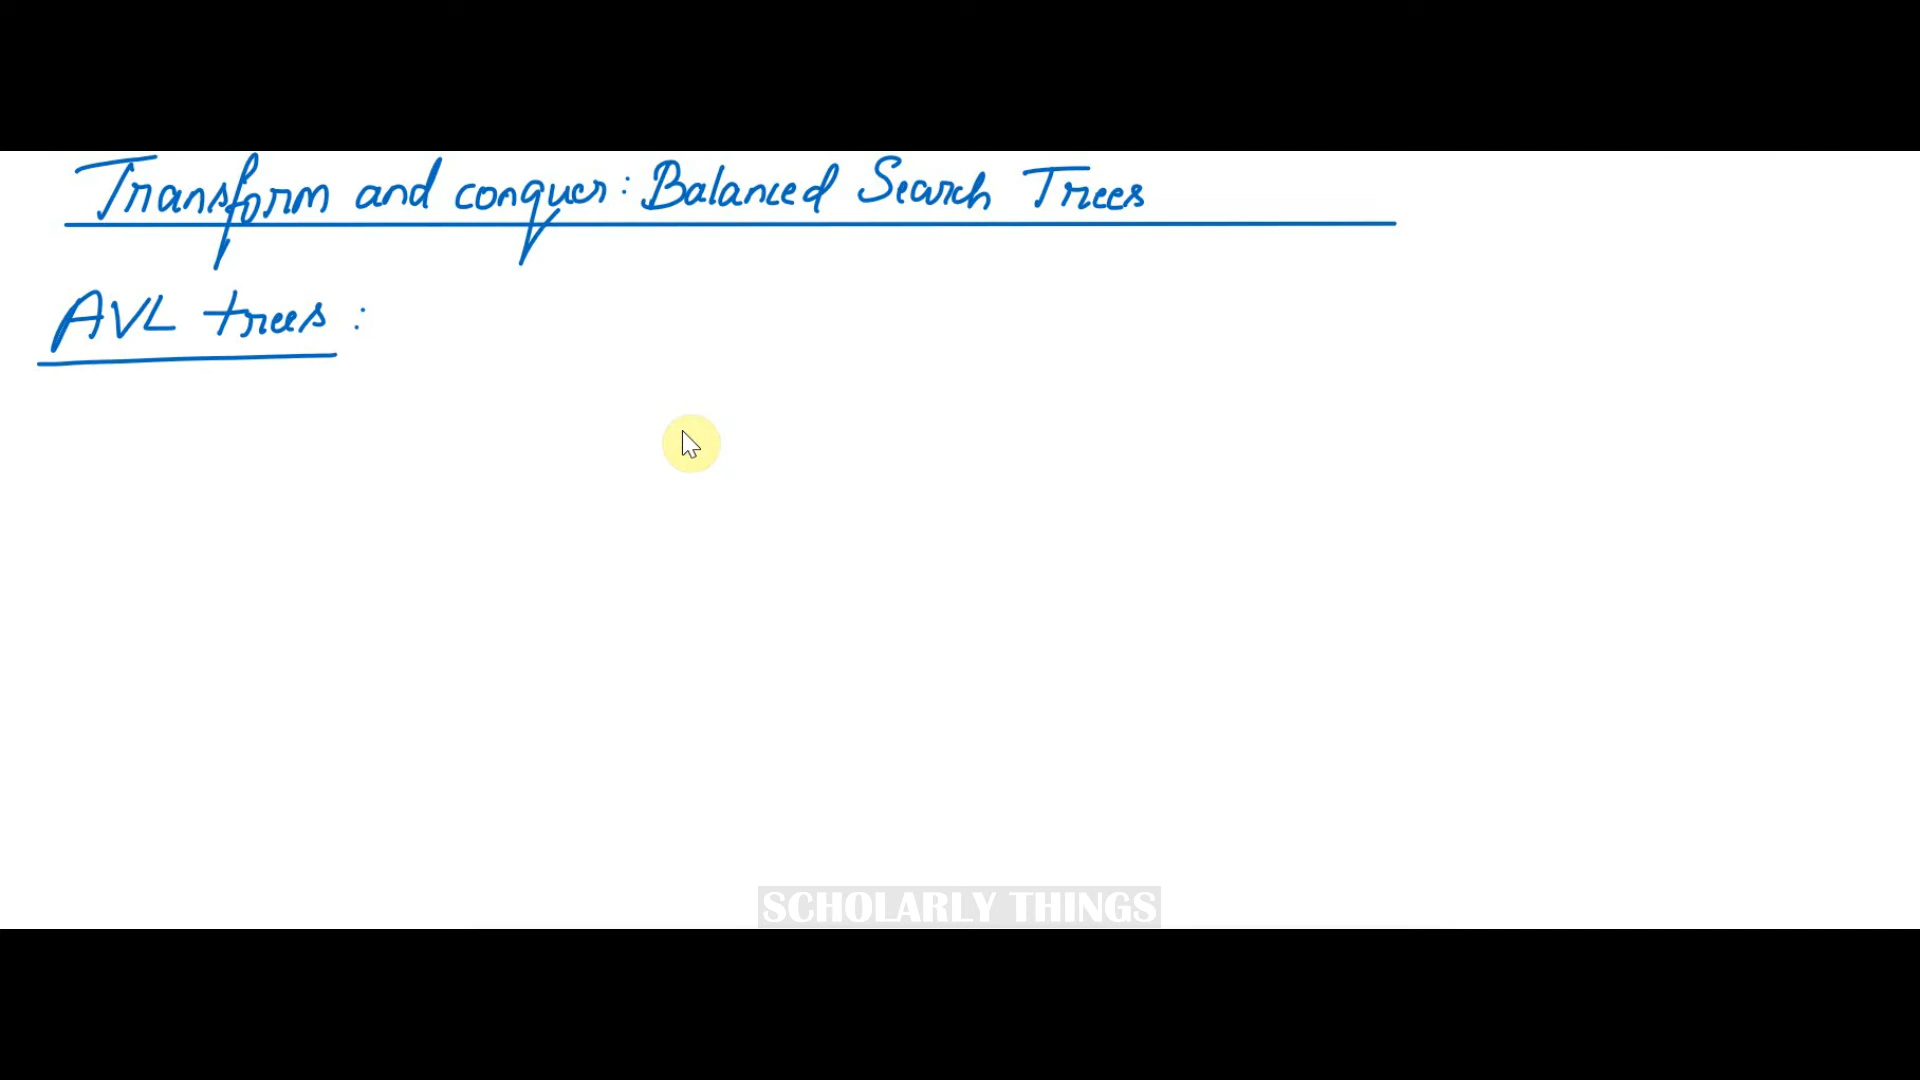 Transform and conquer: Balanced Search Trees
AVL trees:
SCHOLARLY THINGS